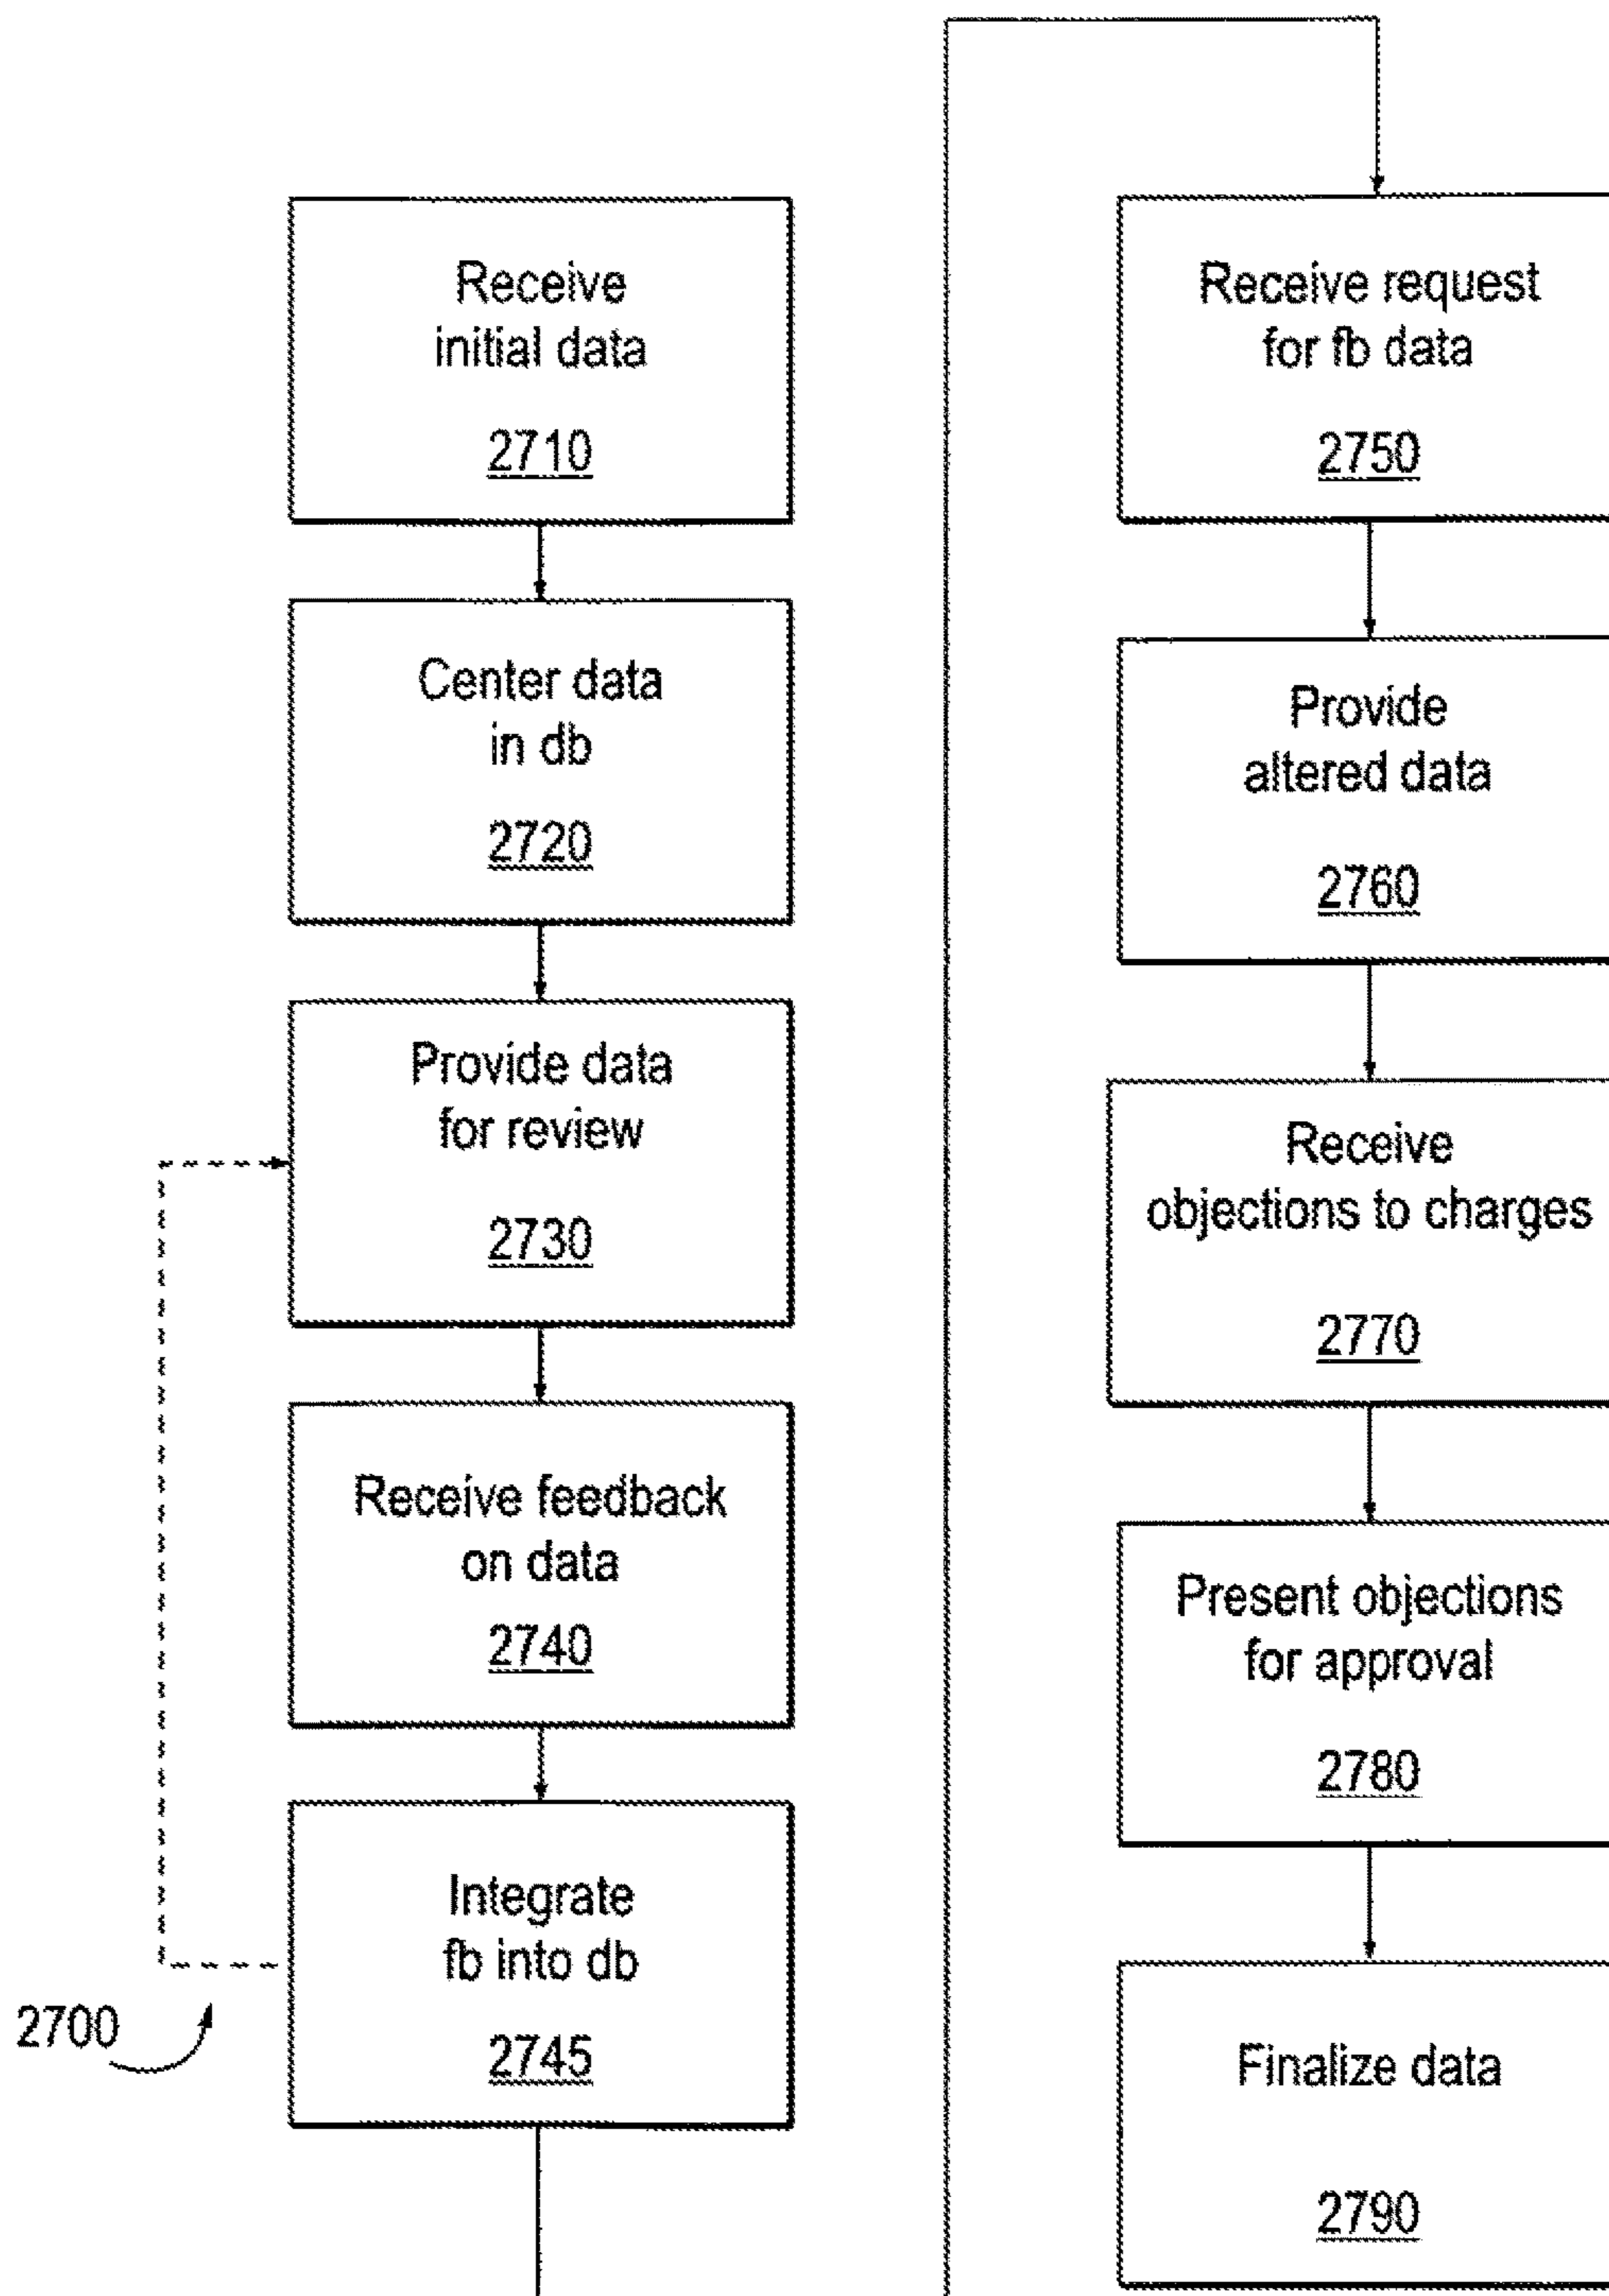 Receive
initial data
2710
Center data
in db
2720
Provide data
for review
2730
Receive feedback
on data
2740
Integrate
fb into db
2745
2700
Receive request
for fb data
2750
Provide
altered data
2760
Receive
objections to charges
2770
Present objections
for approval
2780
Finalize data
2790